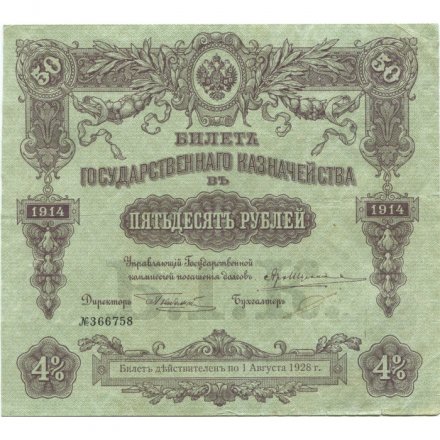 50 50
БИЛЕТЪ
ГОСУДАРСТВЕННАГО КАЗНАЧЕЙСТВА
ВЪ
1914 ПЯТЬДЕСЯТЪ РУБЛЕЙ 1914
Управляющій Государственной
коммиссіей погашенія долговъ
Директоръ Бухгалтеръ
№366758
4% 4%
Билетъ дѣйствителенъ по 1 Августа 1928 г.